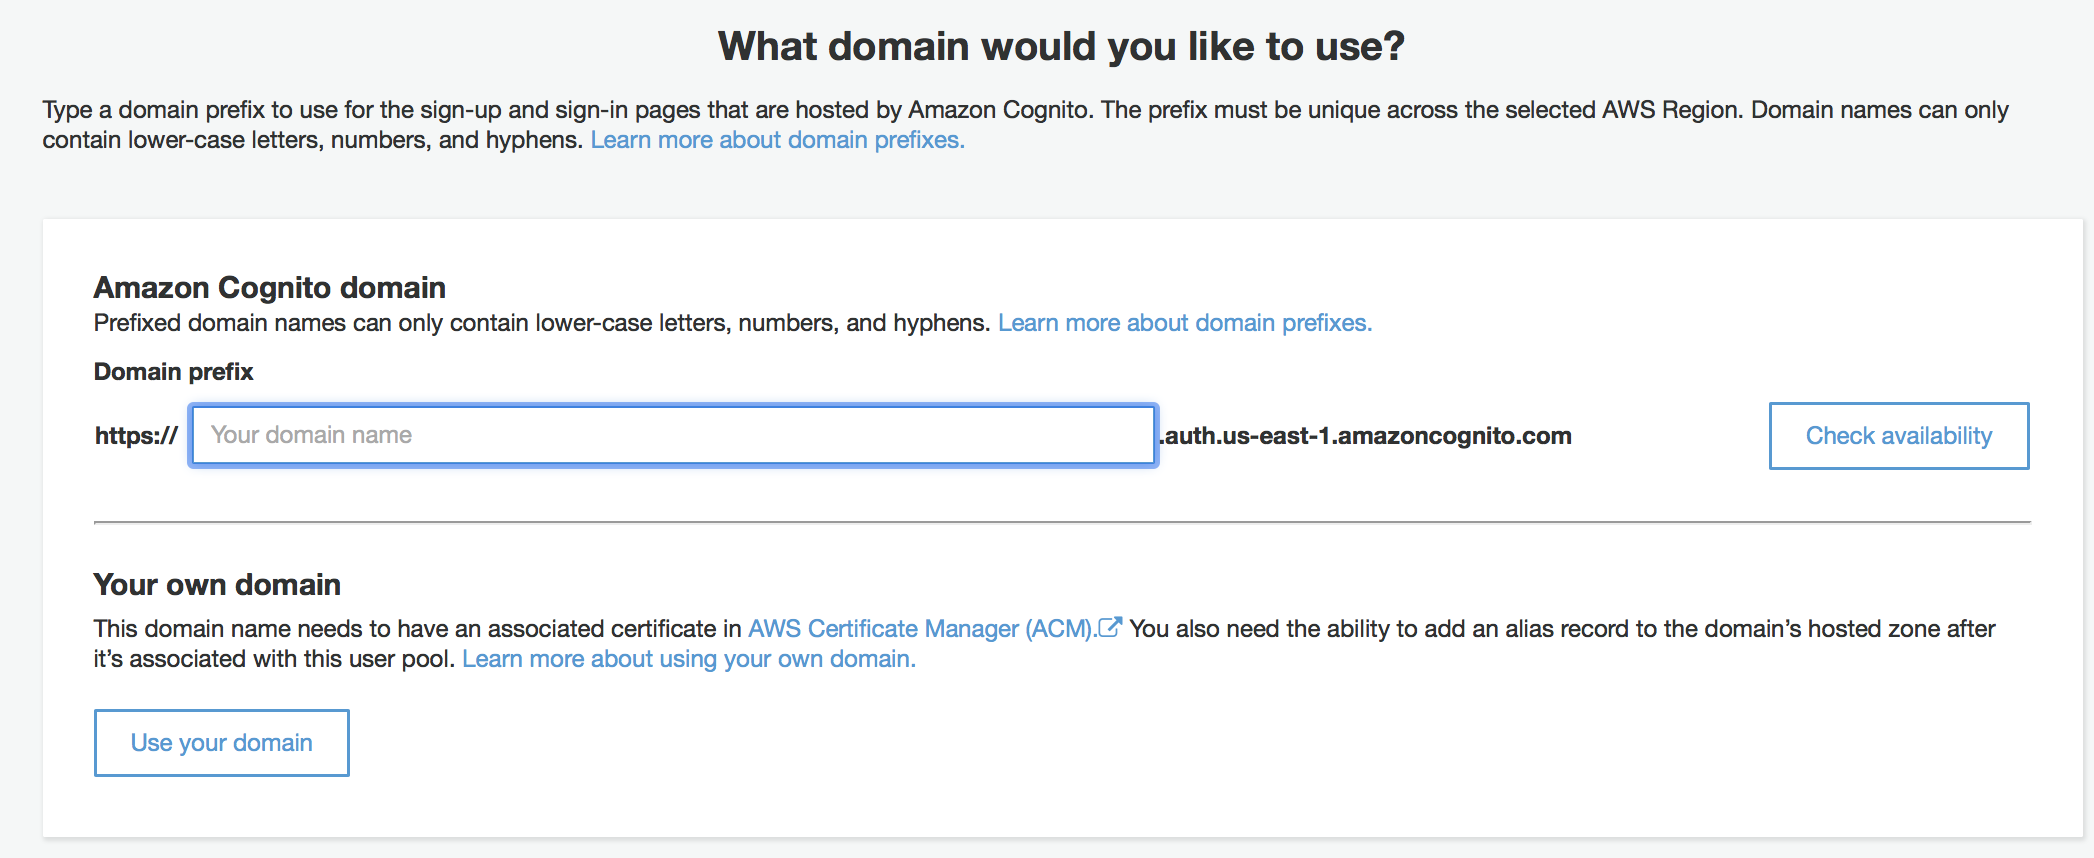 What domain would you like to use?
Type a domain prefix to use for the sign-up and sign-in pages that are hosted by Amazon Cognito. The prefix must be unique across the selected AWS Region. Domain names can only
contain lower-case letters, numbers, and hyphens. Learn more about domain prefixes.
Amazon Cognito domain
Prefixed domain names can only contain lower-case letters, numbers, and hyphens. Learn more about domain prefixes.
Domain prefix
https:// Your domain name .auth.us-east-1.amazoncognito.com Check availability
Your own domain
This domain name needs to have an associated certificate in AWS Certificate Manager (ACM). You also need the ability to add an alias record to the domain’s hosted zone after
it’s associated with this user pool. Learn more about using your own domain.
Use your domain